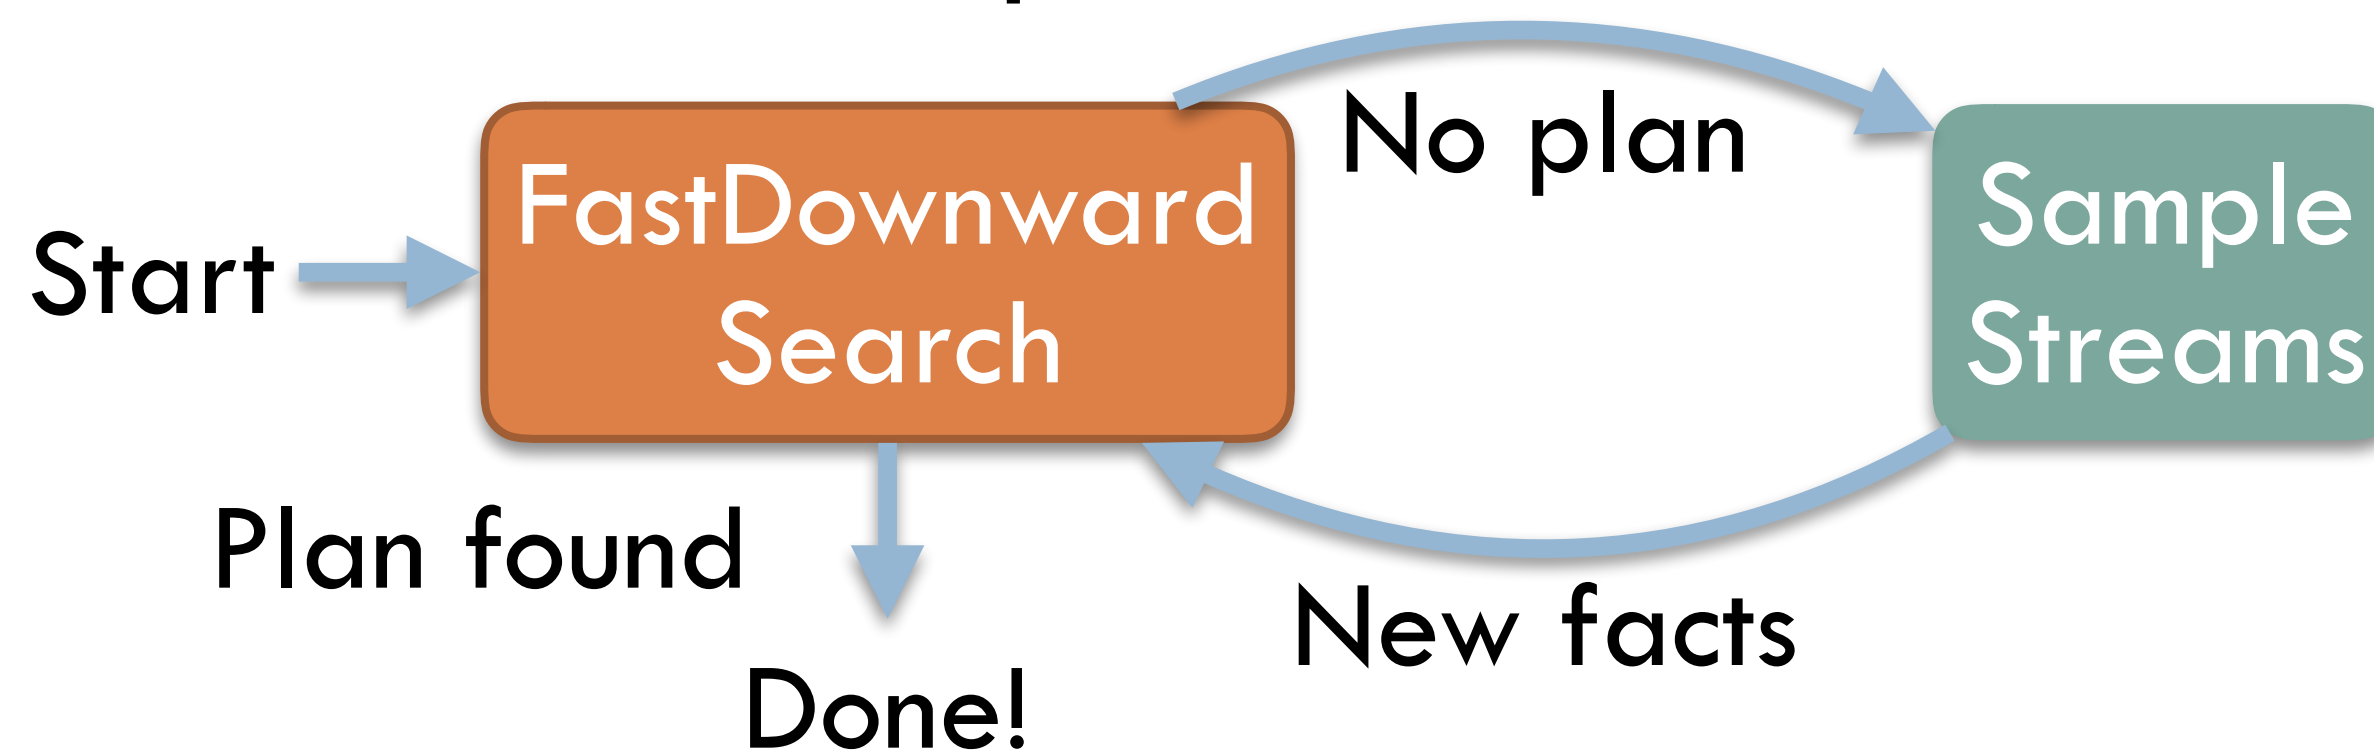 Start
FastDownward
Search
No plan
Sample
Streams
Plan found
New facts
Done!